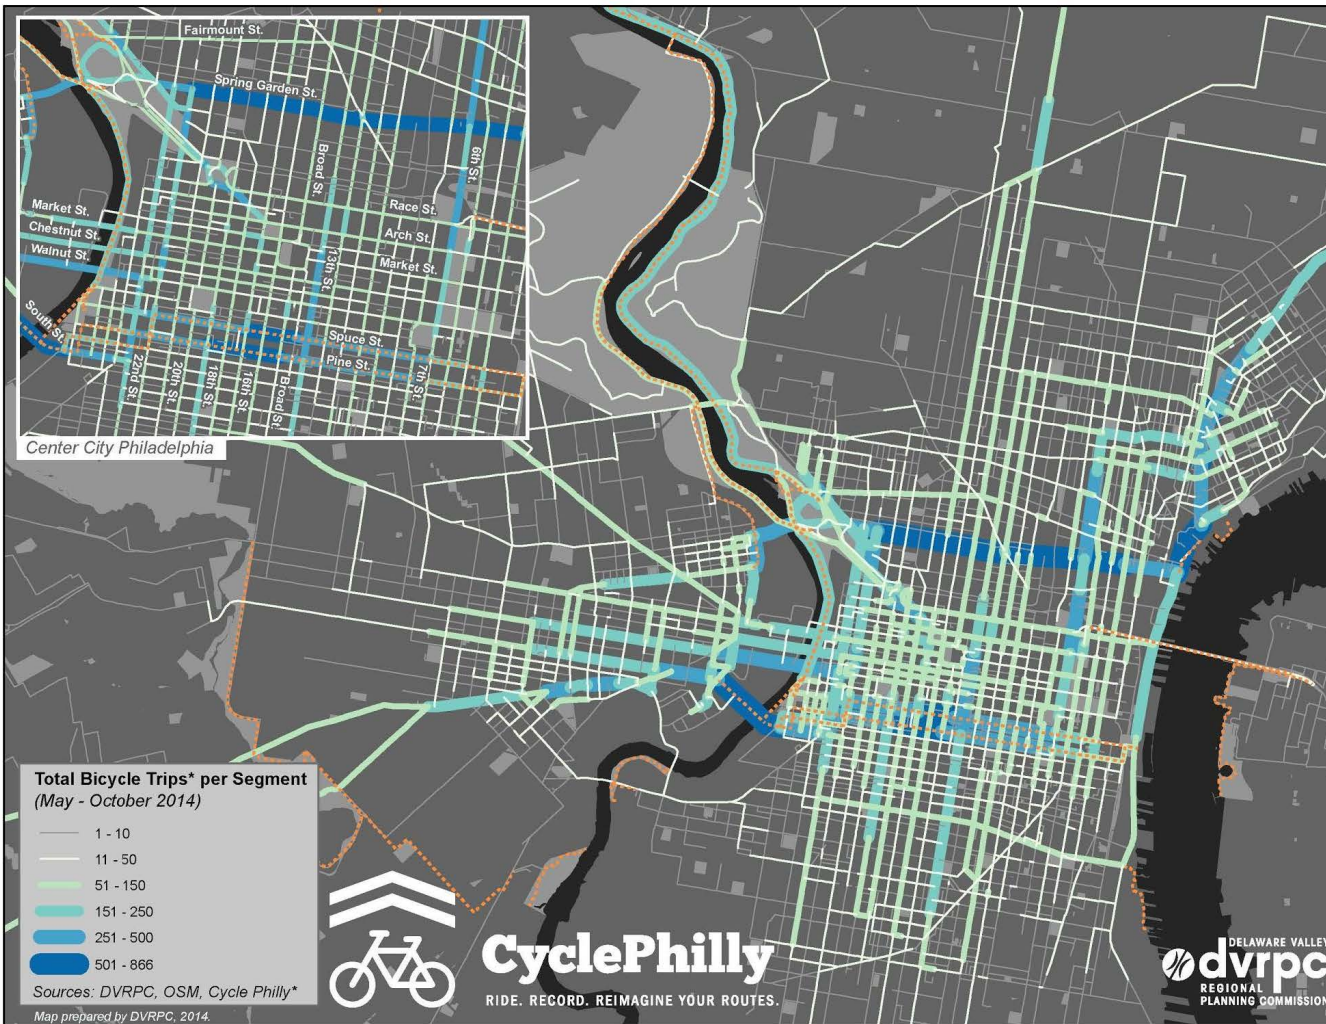 Fairmount St.
Spring Garden St.
Broad St.
6th St.
Race St.
Arch St.
Market St.
13th St.
Market St.
Chestnut St.
Walnut St.
South St.
Spuce St.
Pine St.
22nd St.
20th St.
18th St.
16th St.
Broad St.
7th St.
Center City Philadelphia
Total Bicycle Trips* per Segment
(May - October 2014)
1 - 10
11 - 50
51 - 150
151 - 250
251 - 500
501 - 866
Sources: DVRPC, OSM, Cycle Philly*
Map prepared by DVRPC, 2014.
CyclePhilly
RIDE. RECORD. REIMAGINE YOUR ROUTES.
DELAWARE VALLEY
dvrpc
REGIONAL
PLANNING COMMISSION